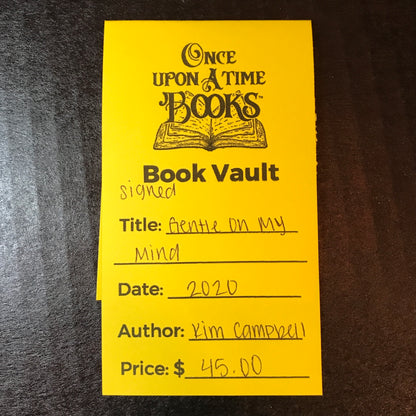 ONCE
UPON A TIME
BOOKS™
Book Vault
signed
Title: Gentle On My
Mind
Date: 2020
Author: Kim Campbell
Price: $ 45.00